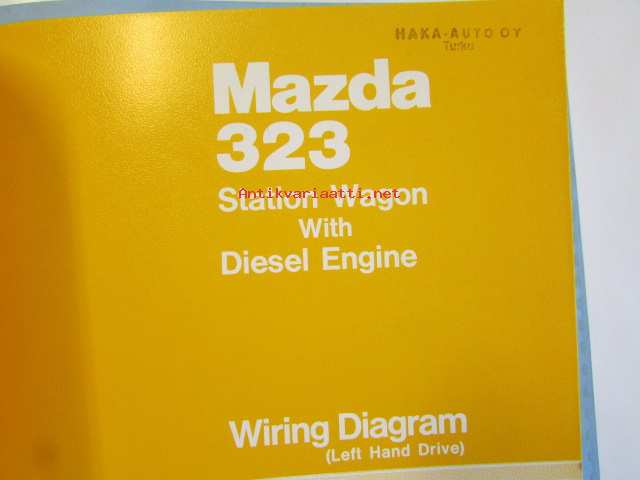 HAKA-AUTO OY
Turku
Mazda
323
Station Wagon
Antikvariaatti.net
With
Diesel Engine
Wiring Diagram
(Left Hand Drive)